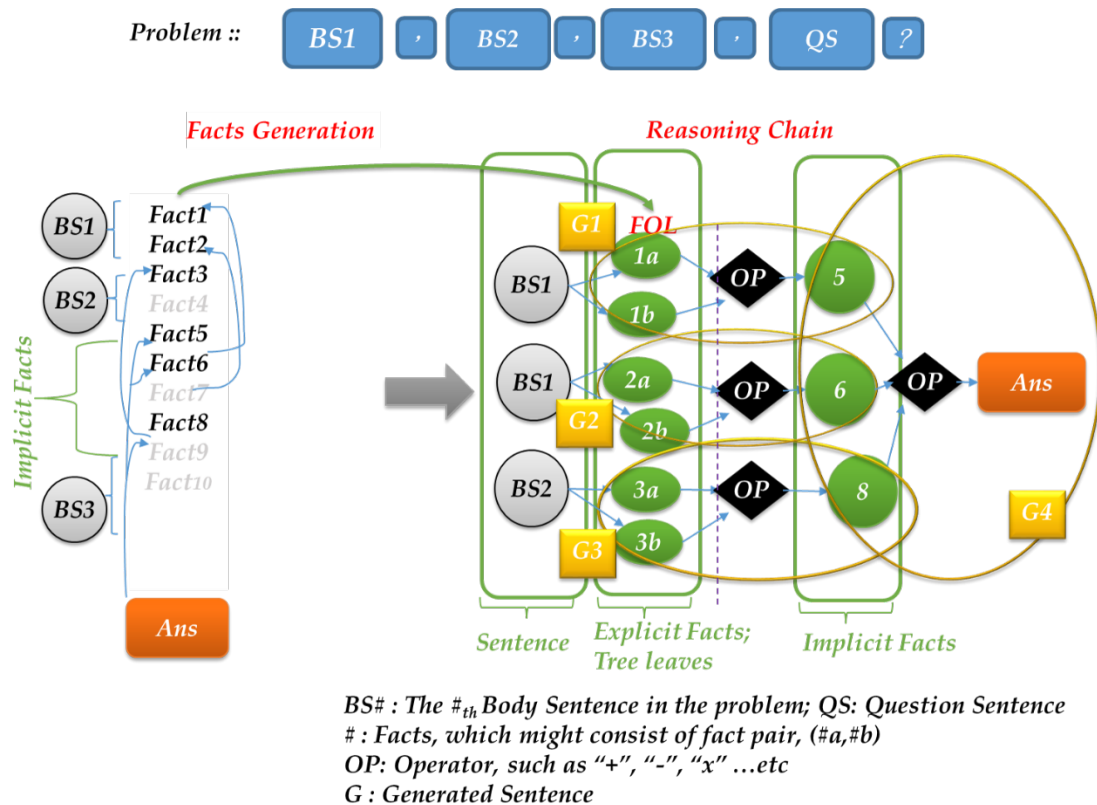 Problem :: BS1 , BS2 , BS3 , QS ?
Facts Generation
Reasoning Chain
BS1
BS2
Implicit Facts
BS3
Fact1
Fact2
Fact3
Fact4
Fact5
Fact6
Fact7
Fact8
Fact9
Fact10
Ans
G1 FOL
BS1 1a 1b OP 5
BS1 2a 2b OP 6 OP Ans
G2
BS2 3a 3b OP 8
G3
G4
Sentence
Explicit Facts;
Tree leaves
Implicit Facts
BS# : The #th Body Sentence in the problem; QS: Question Sentence
# : Facts, which might consist of fact pair, (#a,#b)
OP: Operator, such as “+”, “-”, “x” …etc
G : Generated Sentence